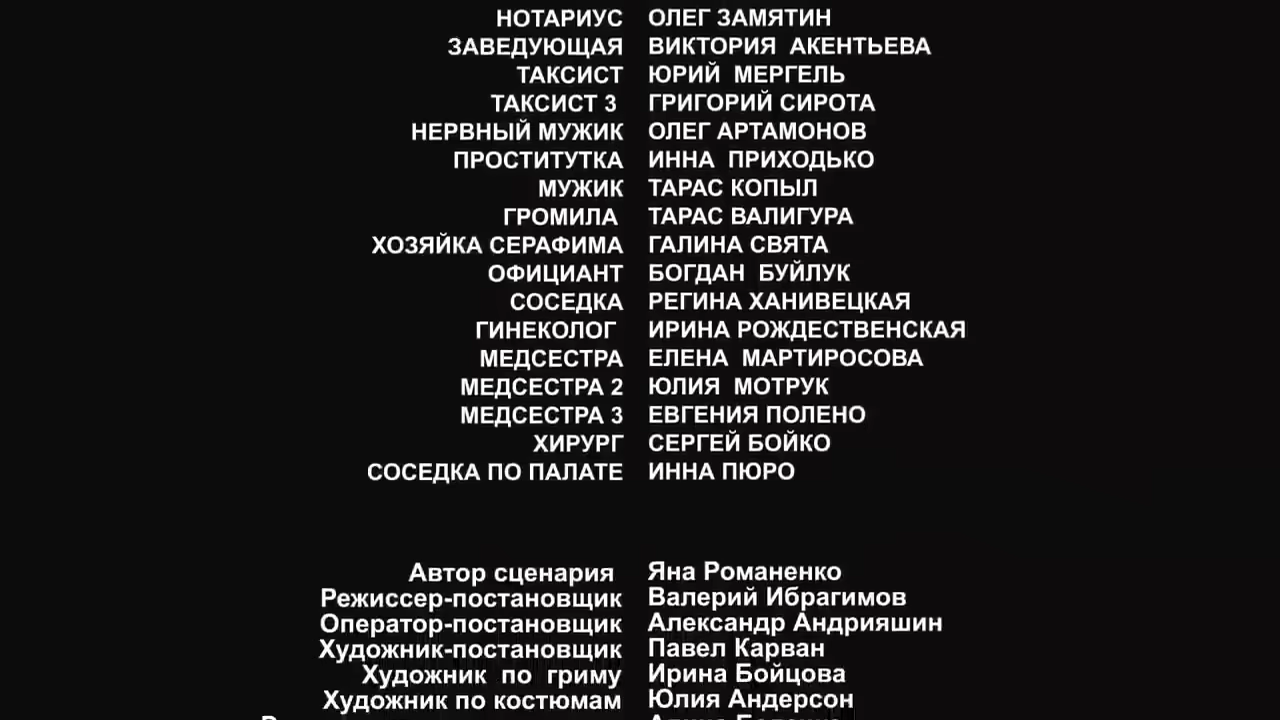 НОТАРИУС ОЛЕГ ЗАМЯТИН
ЗАВЕДУЮЩАЯ ВИКТОРИЯ АКЕНТЬЕВА
ТАКСИСТ ЮРИЙ МЕРГЕЛЬ
ТАКСИСТ 3 ГРИГОРИЙ СИРОТА
НЕРВНЫЙ МУЖИК ОЛЕГ АРТАМОНОВ
ПРОСТИТУТКА ИННА ПРИХОДЬКО
МУЖИК ТАРАС КОПЫЛ
ГРОМИЛА ТАРАС ВАЛИГУРА
ХОЗЯЙКА СЕРАФИМА ГАЛИНА СВЯТА
ОФИЦИАНТ БОГДАН БУЙЛУК
СОСЕДКА РЕГИНА ХАНИВЕЦКАЯ
ГИНЕКОЛОГ ИРИНА РОЖДЕСТВЕНСКАЯ
МЕДСЕСТРА ЕЛЕНА МАРТИРОСОВА
МЕДСЕСТРА 2 ЮЛИЯ МОТРУК
МЕДСЕСТРА 3 ЕВГЕНИЯ ПОЛЕНО
ХИРУРГ СЕРГЕЙ БОЙКО
СОСЕДКА ПО ПАЛАТЕ ИННА ПЮРО
Автор сценария Яна Романенко
Режиссер-постановщик Валерий Ибрагимов
Оператор-постановщик Александр Андрияшин
Художник-постановщик Павел Карван
Художник по гриму Ирина Бойцова
Художник по костюмам Юлия Андерсон